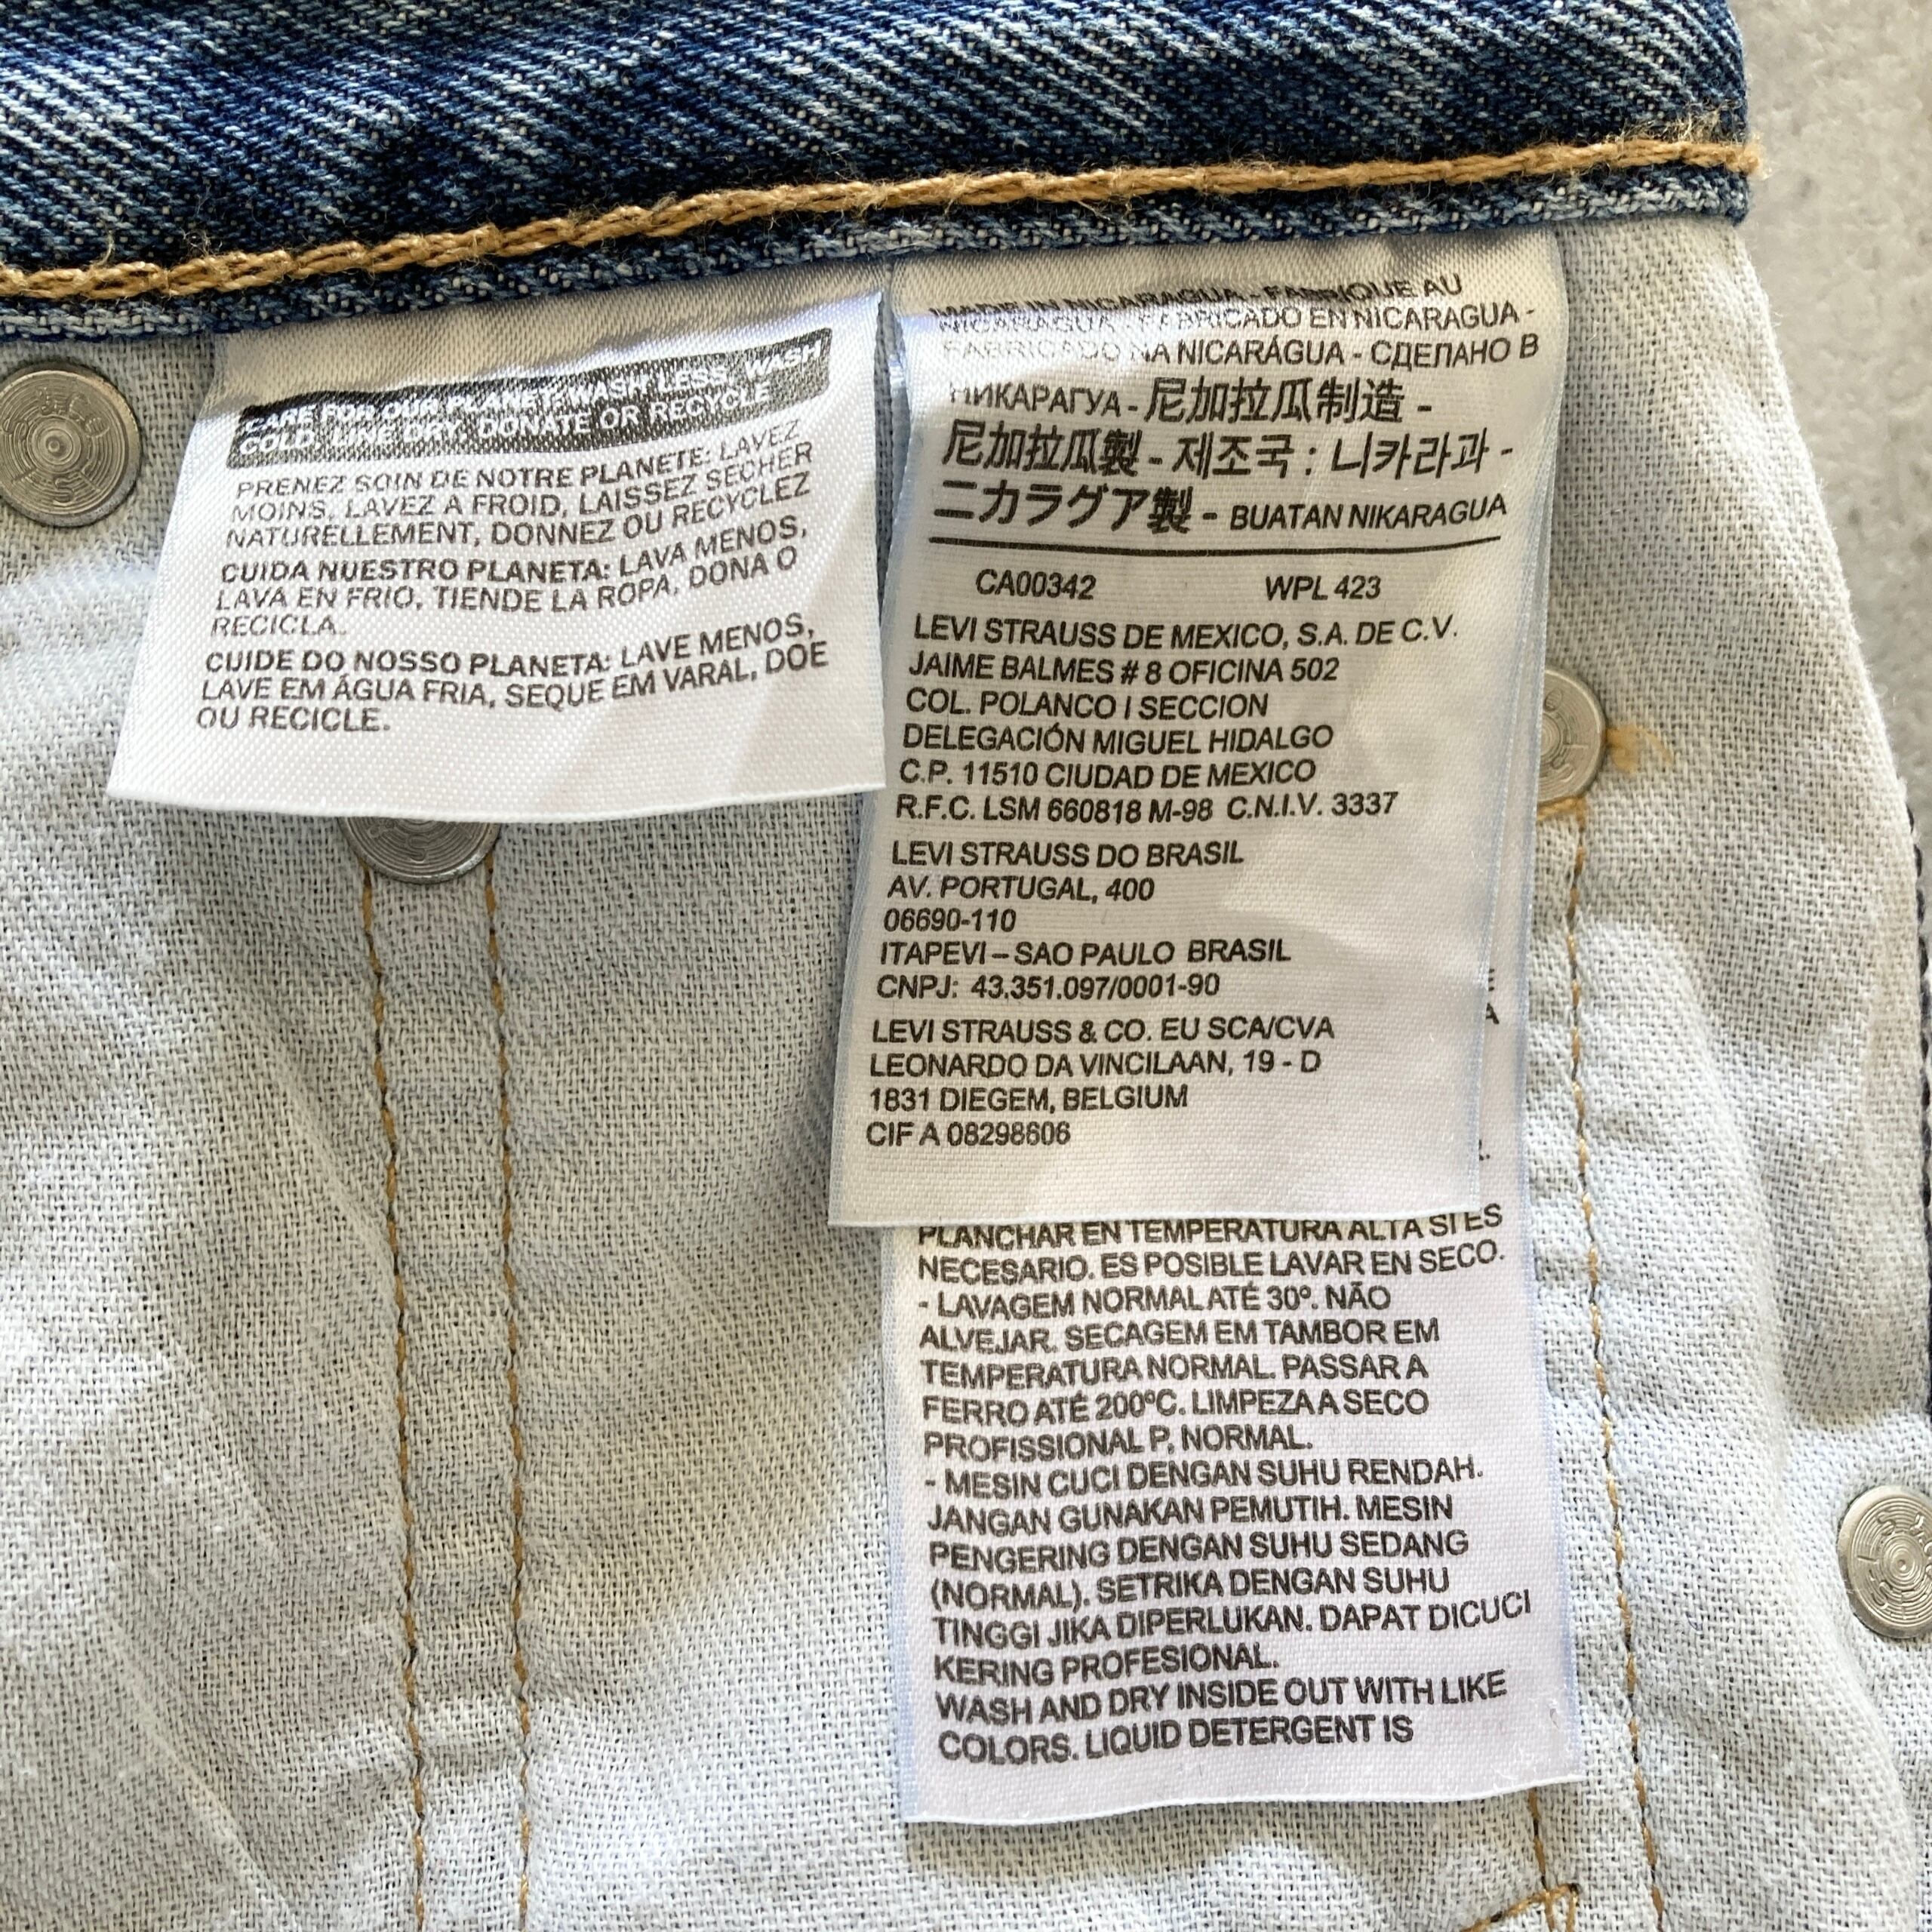 CARE FOR OUR PLANET: WASH LESS, WASH
COLD, LINE DRY, DONATE OR RECYCLE
PRENEZ SOIN DE NOTRE PLANETE: LAVEZ
MOINS, LAVEZ A FROID, LAISSEZ SECHER
NATURELLEMENT, DONNEZ OU RECYCLEZ
CUIDA NUESTRO PLANETA: LAVA MENOS,
LAVA EN FRIO, TIENDE LA ROPA, DONA O
RECICLA.
CUIDE DO NOSSO PLANETA: LAVE MENOS,
LAVE EM ÁGUA FRIA, SEQUE EM VARAL, DOE
OU RECICLE.
MADE IN NICARAGUA - FABRIQUE AU
NICARAGUA - FABRICADO EN NICARAGUA -
FABRICADO NA NICARÁGUA - СДЕЛАНО В
НИКАРАГУА - 尼加拉瓜制造 -
尼加拉瓜製 - 제조국 : 니카라과 -
ニカラグア製 - BUATAN NIKARAGUA
CA00342 WPL 423
LEVI STRAUSS DE MEXICO, S.A. DE C.V.
JAIME BALMES # 8 OFICINA 502
COL. POLANCO I SECCION
DELEGACIÓN MIGUEL HIDALGO
C.P. 11510 CIUDAD DE MEXICO
R.F.C. LSM 660818 M-98 C.N.I.V. 3337
LEVI STRAUSS DO BRASIL
AV. PORTUGAL, 400
06690-110
ITAPEVI – SAO PAULO BRASIL
CNPJ: 43.351.097/0001-90
LEVI STRAUSS & CO. EU SCA/CVA
LEONARDO DA VINCILAAN, 19 - D
1831 DIEGEM, BELGIUM
CIF A 08298606
PLANCHAR EN TEMPERATURA ALTA SI ES
NECESARIO. ES POSIBLE LAVAR EN SECO.
- LAVAGEM NORMAL ATÉ 30º. NÃO
ALVEJAR. SECAGEM EM TAMBOR EM
TEMPERATURA NORMAL. PASSAR A
FERRO ATÉ 200ºC. LIMPEZA A SECO
PROFISSIONAL P, NORMAL.
- MESIN CUCI DENGAN SUHU RENDAH.
JANGAN GUNAKAN PEMUTIH. MESIN
PENGERING DENGAN SUHU SEDANG
(NORMAL). SETRIKA DENGAN SUHU
TINGGI JIKA DIPERLUKAN. DAPAT DICUCI
KERING PROFESIONAL.
WASH AND DRY INSIDE OUT WITH LIKE
COLORS. LIQUID DETERGENT IS